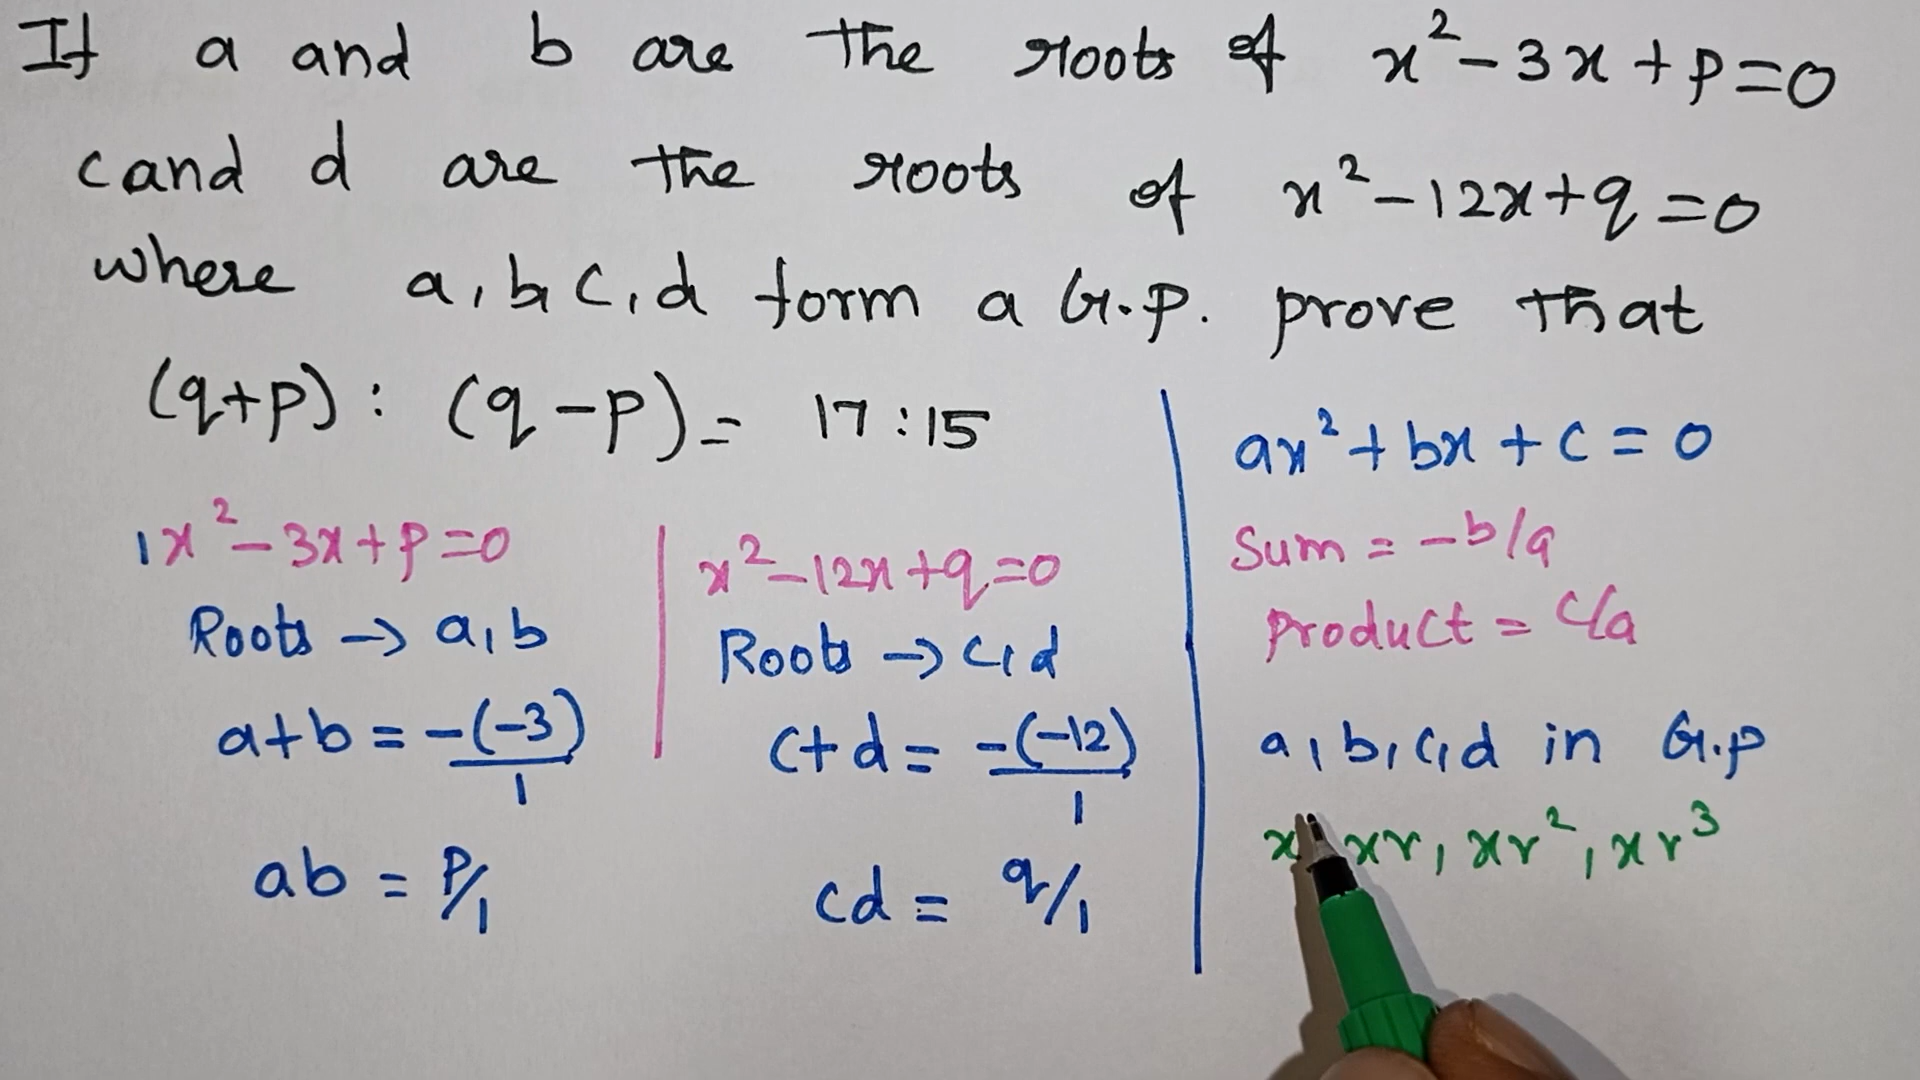 If a and b are the roots of x²-3x+p=0
c and d are the roots of x²-12x+q=0
where a,b,c,d form a G.P. prove that
(q+p) : (q-p) = 17:15
1x²-3x+p=0
Roots → a,b
a+b = -(-3)/1
ab = p/1
x²-12x+q=0
Roots → c,d
c+d = -(-12)/1
cd = q/1
ax²+bx+c=0
Sum = -b/a
Product = c/a
a,b,c,d in G.P
x, xr, xr², xr³